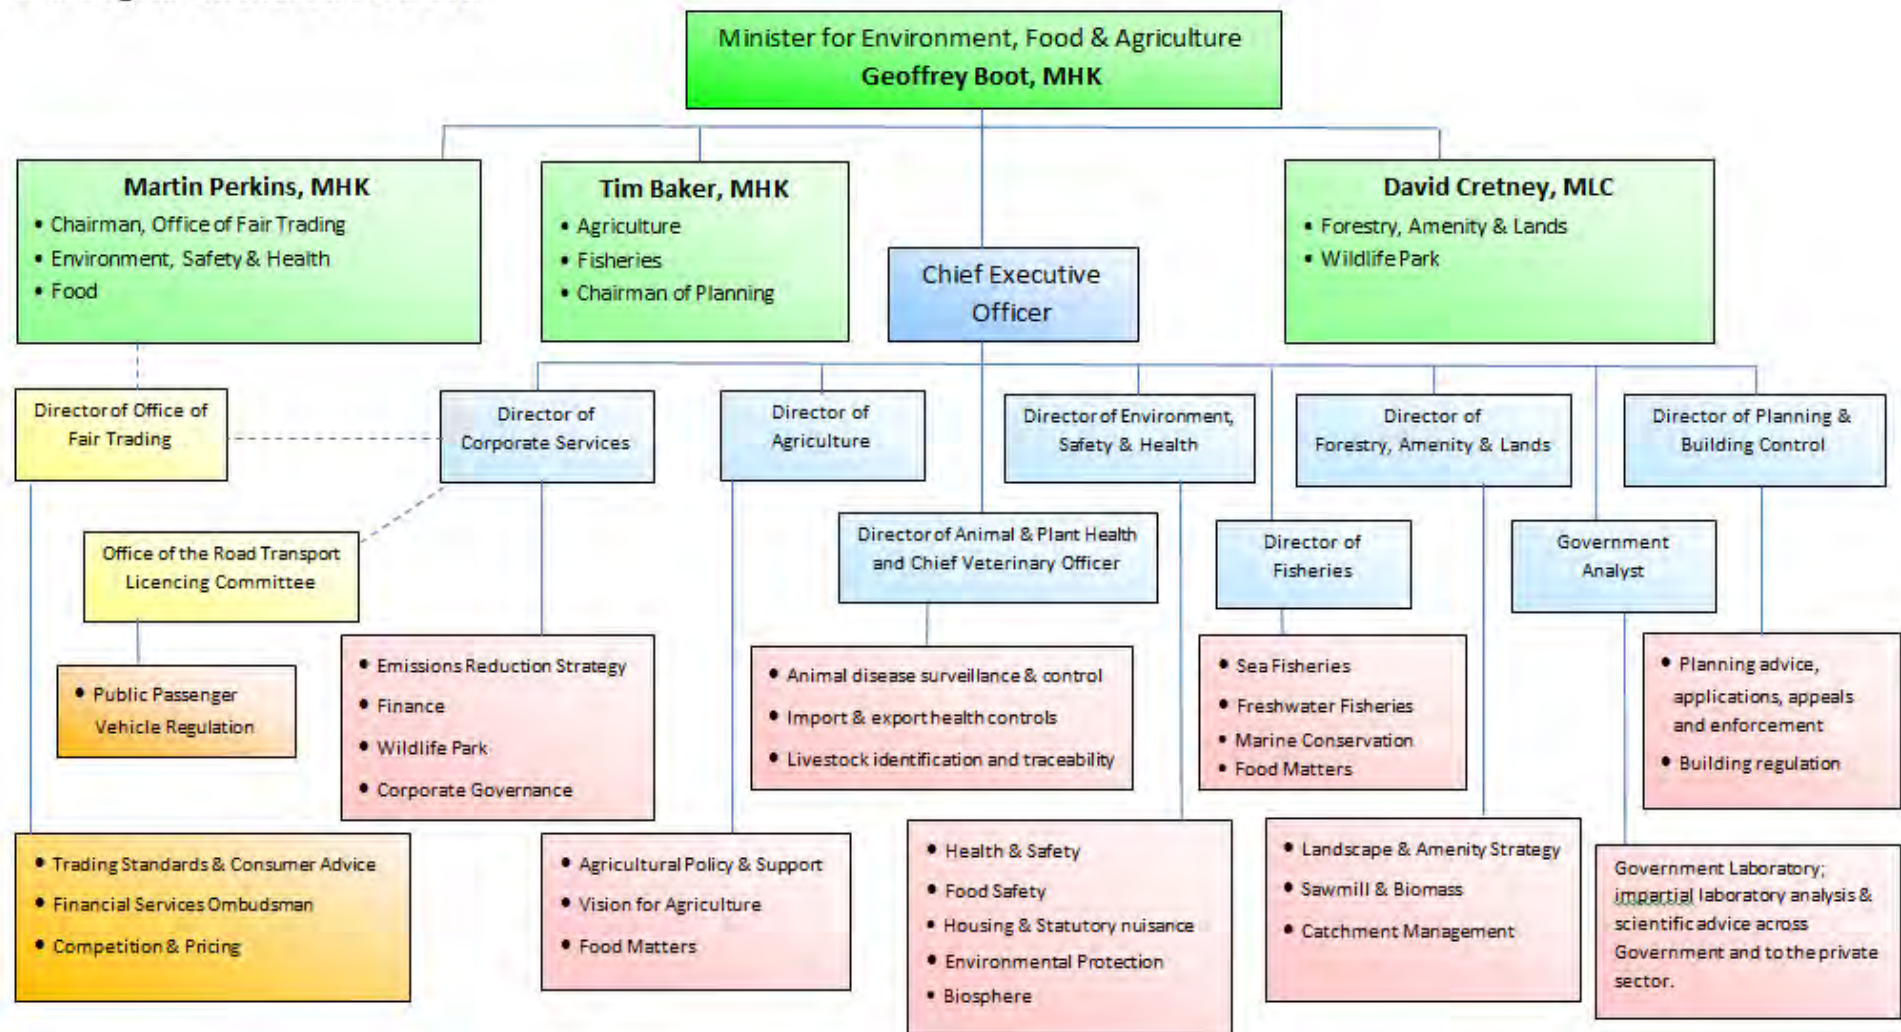 Minister for Environment, Food & Agriculture
Geoffrey Boot, MHK
Martin Perkins, MHK
• Chairman, Office of Fair Trading
• Environment, Safety & Health
• Food
Tim Baker, MHK
• Agriculture
• Fisheries
• Chairman of Planning
David Cretney, MLC
• Forestry, Amenity & Lands
• Wildlife Park
Chief Executive
Officer
Director of Office of
Fair Trading
Director of
Corporate Services
Director of
Agriculture
Director of Environment,
Safety & Health
Director of
Forestry, Amenity & Lands
Director of Planning &
Building Control
Office of the Road Transport
Licencing Committee
Director of Animal & Plant Health
and Chief Veterinary Officer
Director of
Fisheries
Government
Analyst
• Public Passenger
Vehicle Regulation
• Emissions Reduction Strategy
• Finance
• Wildlife Park
• Corporate Governance
• Animal disease surveillance & control
• Import & export health controls
• Livestock identification and traceability
• Sea Fisheries
• Freshwater Fisheries
• Marine Conservation
• Food Matters
• Planning advice,
applications, appeals
and enforcement
• Building regulation
• Trading Standards & Consumer Advice
• Financial Services Ombudsman
• Competition & Pricing
• Agricultural Policy & Support
• Vision for Agriculture
• Food Matters
• Health & Safety
• Food Safety
• Housing & Statutory nuisance
• Environmental Protection
• Biosphere
• Landscape & Amenity Strategy
• Sawmill & Biomass
• Catchment Management
Government Laboratory;
impartial laboratory analysis &
scientific advice across
Government and to the private
sector.